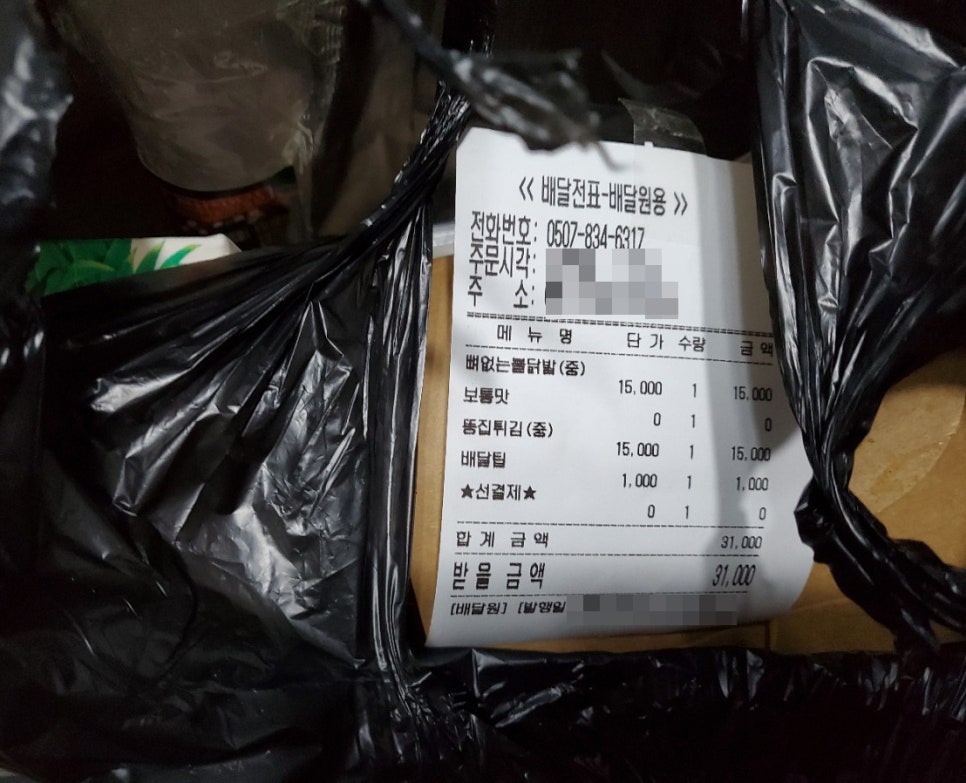 《 배달전표-배달원용 》
전화번호: 0507-834-6317
주문시각:
주 소:
메 뉴 명 단 가 수량 금 액
뼈없는불닭발(중)
15,000 1 15,000
보통맛
0 1 0
똥집튀김(중)
15,000 1 15,000
배달팁
1,000 1 1,000
★선결제★
0 1 0
합 계 금 액 31,000
받 을 금 액 31,000
[배달원] [발행일